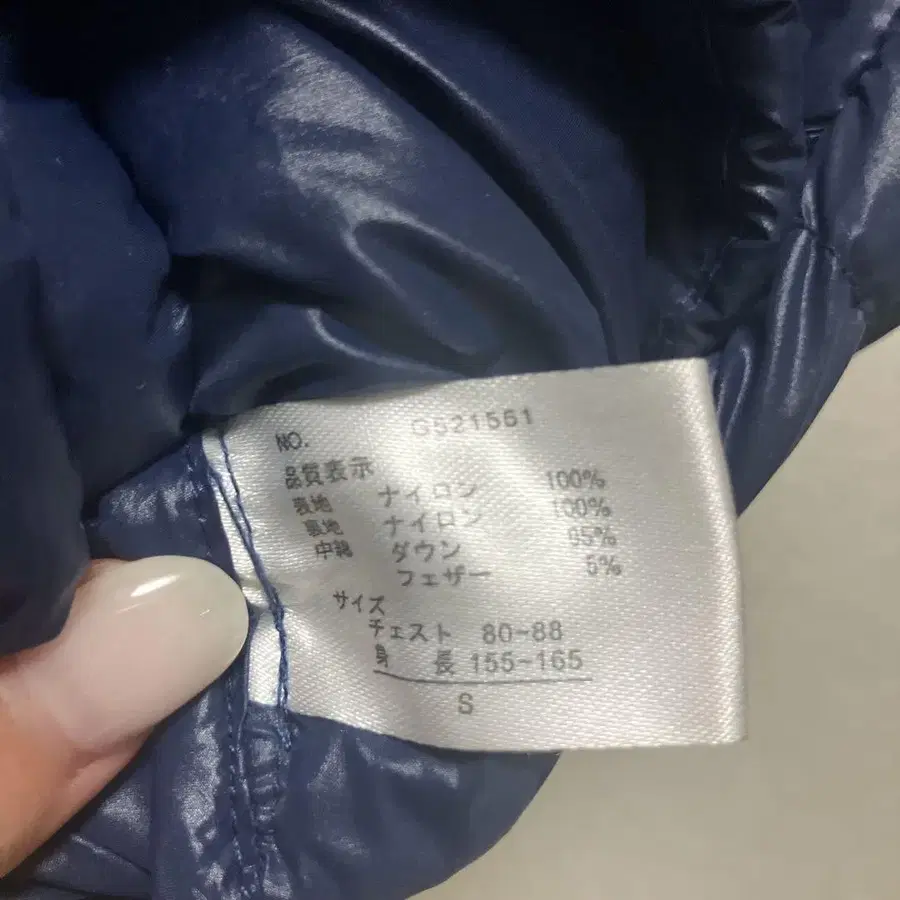 NO. G521561
品質表示
表地 ナイロン 100%
裏地 ナイロン 100%
中綿 ダウン 95%
フェザー 5%
サイズ
チェスト 80-88
身長 155-165
S